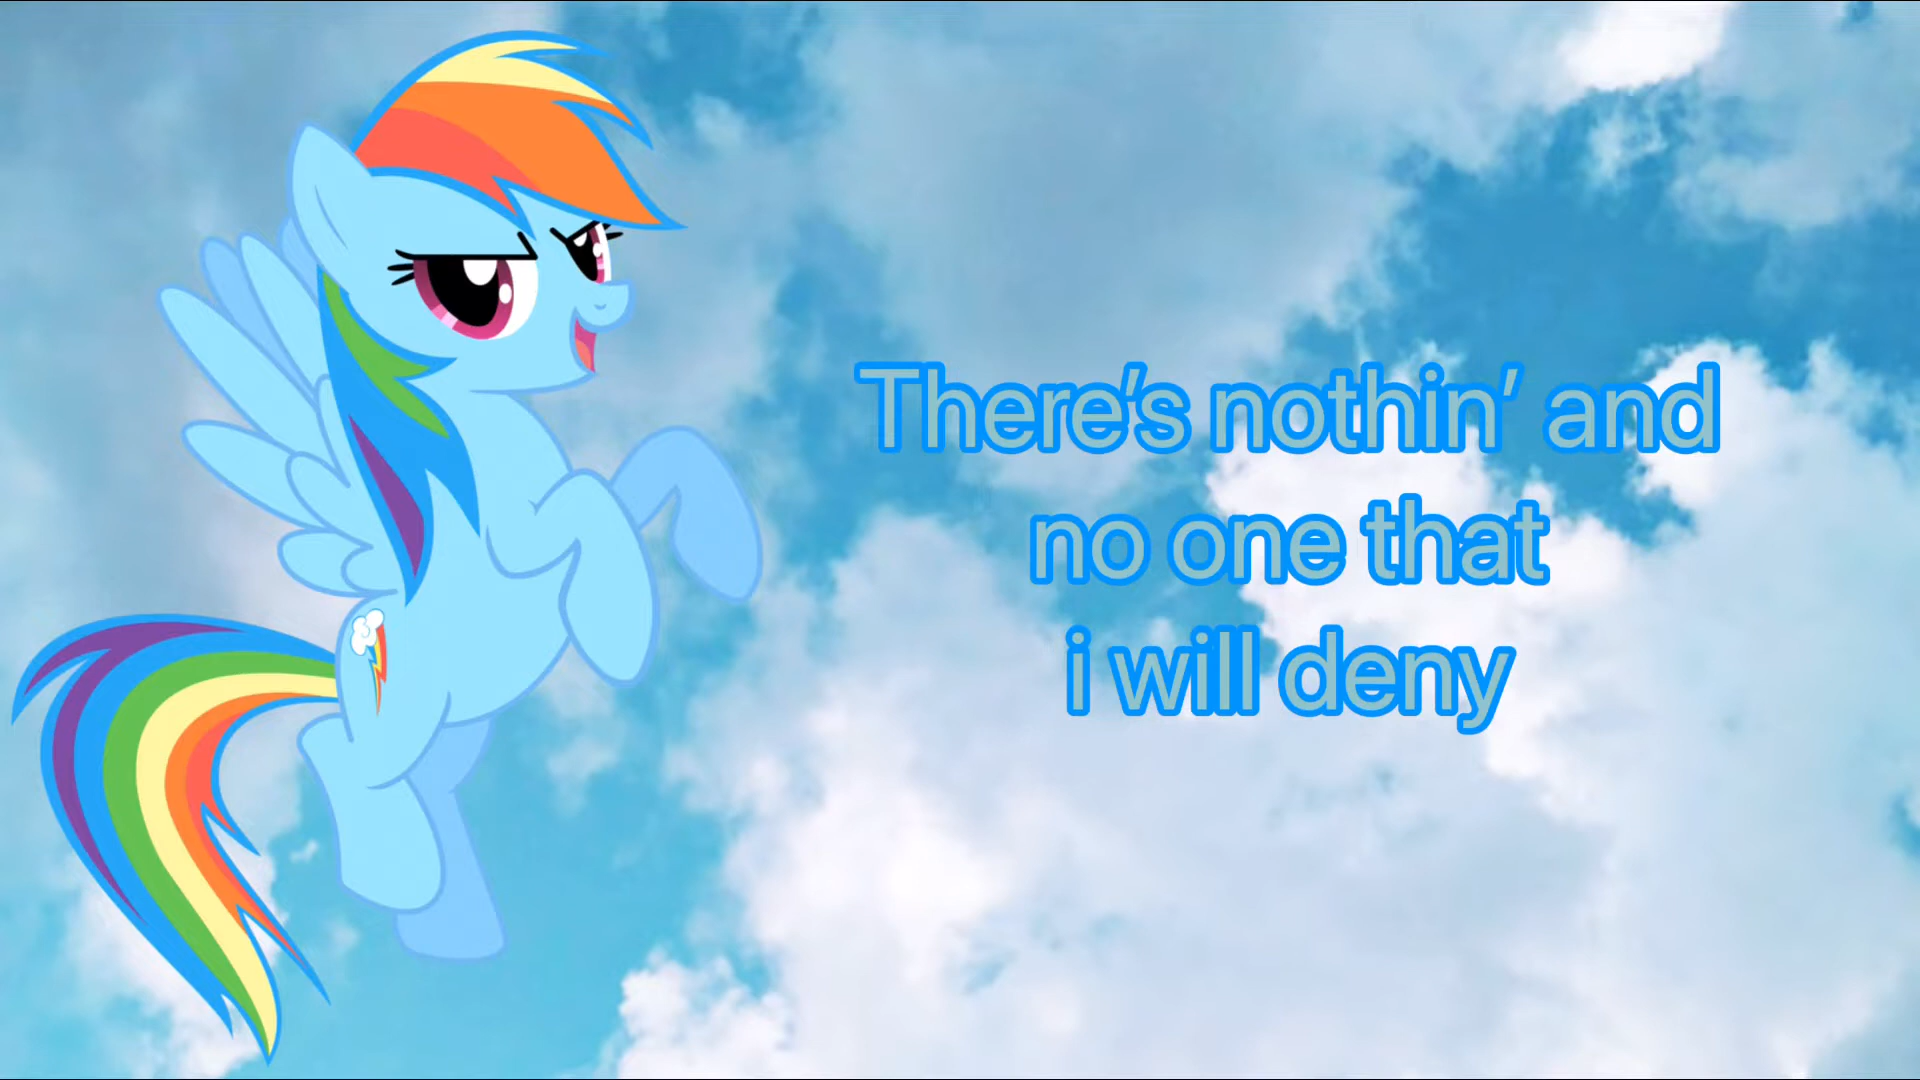 There's nothin' and
no one that
i will deny